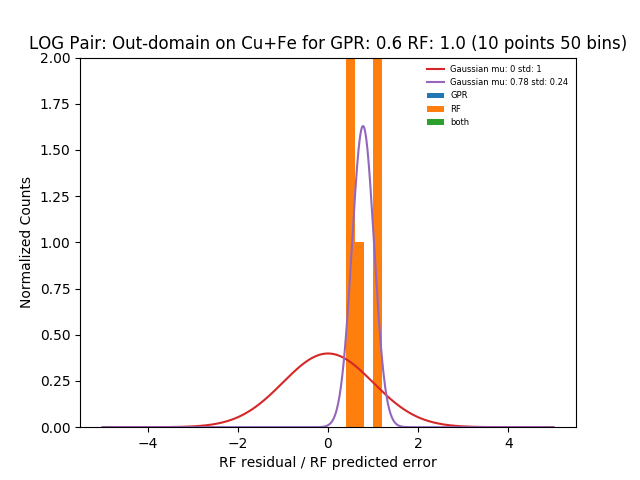 LOG Pair: Out-domain on Cu+Fe for GPR: 0.6 RF: 1.0 (10 points 50 bins)
Gaussian mu: 0 std: 1
Gaussian mu: 0.78 std: 0.24
GPR
RF
both
Normalized Counts
2.00
1.75
1.50
1.25
1.00
0.75
0.50
0.25
0.00
−4
−2
0
2
4
RF residual / RF predicted error